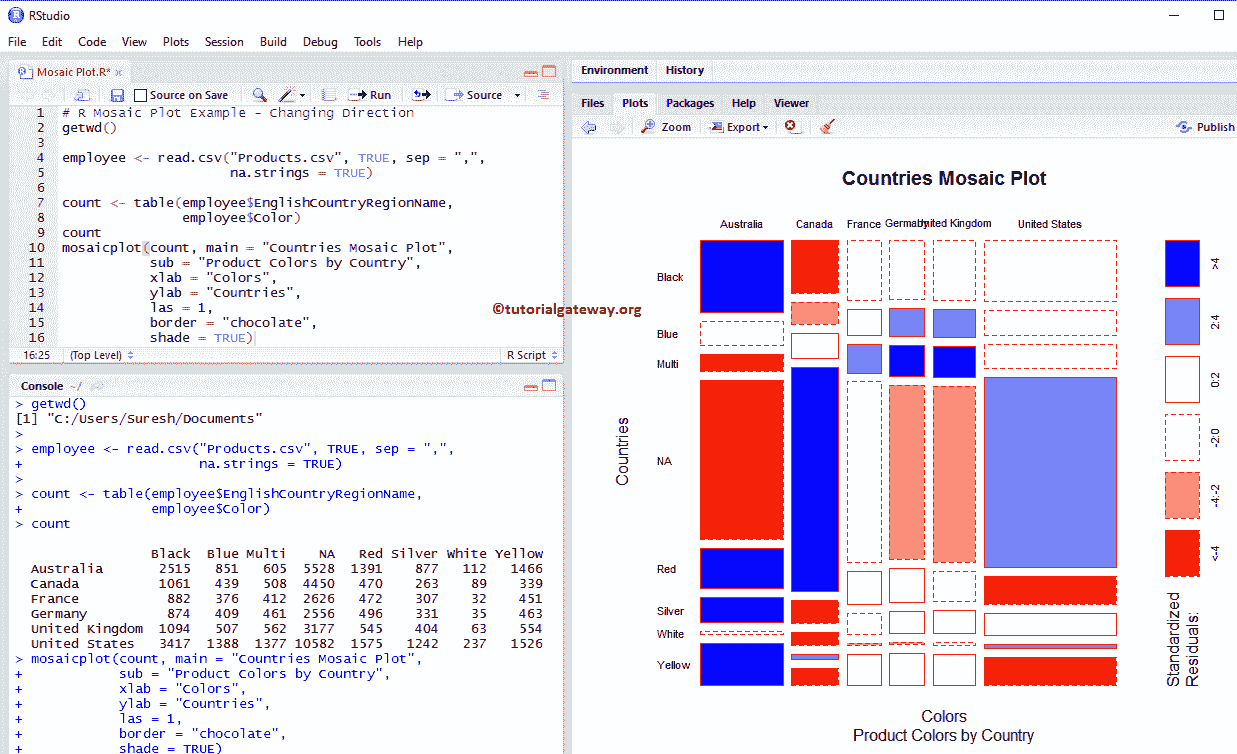 RStudio
File Edit Code View Plots Session Build Debug Tools Help
Mosaic Plot.R*
Source on Save Run Source
1 # R Mosaic Plot Example - Changing Direction
2 getwd()
3
4 employee <- read.csv("Products.csv", TRUE, sep = ",",
5 na.strings = TRUE)
6
7 count <- table(employee$EnglishCountryRegionName,
8 employee$Color)
9 count
10 mosaicplot(count, main = "Countries Mosaic Plot",
11 sub = "Product Colors by Country",
12 xlab = "Colors",
13 ylab = "Countries",
14 las = 1,
15 border = "chocolate",
16 shade = TRUE)
16:25 (Top Level) R Script
Console ~/
> getwd()
[1] "C:/Users/Suresh/Documents"
>
> employee <- read.csv("Products.csv", TRUE, sep = ",",
+ na.strings = TRUE)
>
> count <- table(employee$EnglishCountryRegionName,
+ employee$Color)
> count
Black Blue Multi NA Red Silver White Yellow
Australia 2515 851 605 5528 1391 877 112 1466
Canada 1061 439 508 4450 470 263 89 339
France 882 376 412 2626 472 307 32 451
Germany 874 409 461 2556 496 331 35 463
United Kingdom 1094 507 562 3177 545 404 63 554
United States 3417 1388 1377 10582 1575 1242 237 1526
> mosaicplot(count, main = "Countries Mosaic Plot",
+ sub = "Product Colors by Country",
+ xlab = "Colors",
+ ylab = "Countries",
+ las = 1,
+ border = "chocolate",
+ shade = TRUE)
Environment History
Files Plots Packages Help Viewer
Zoom Export Publish
Countries Mosaic Plot
Australia Canada France Germany United Kingdom United States
Black
Blue
Multi
NA
Red
Silver
White
Yellow
Countries
Colors
Product Colors by Country
>4
2:4
0:2
-2:0
-4:-2
<-4
Standardized
Residuals:
©tutorialgateway.org